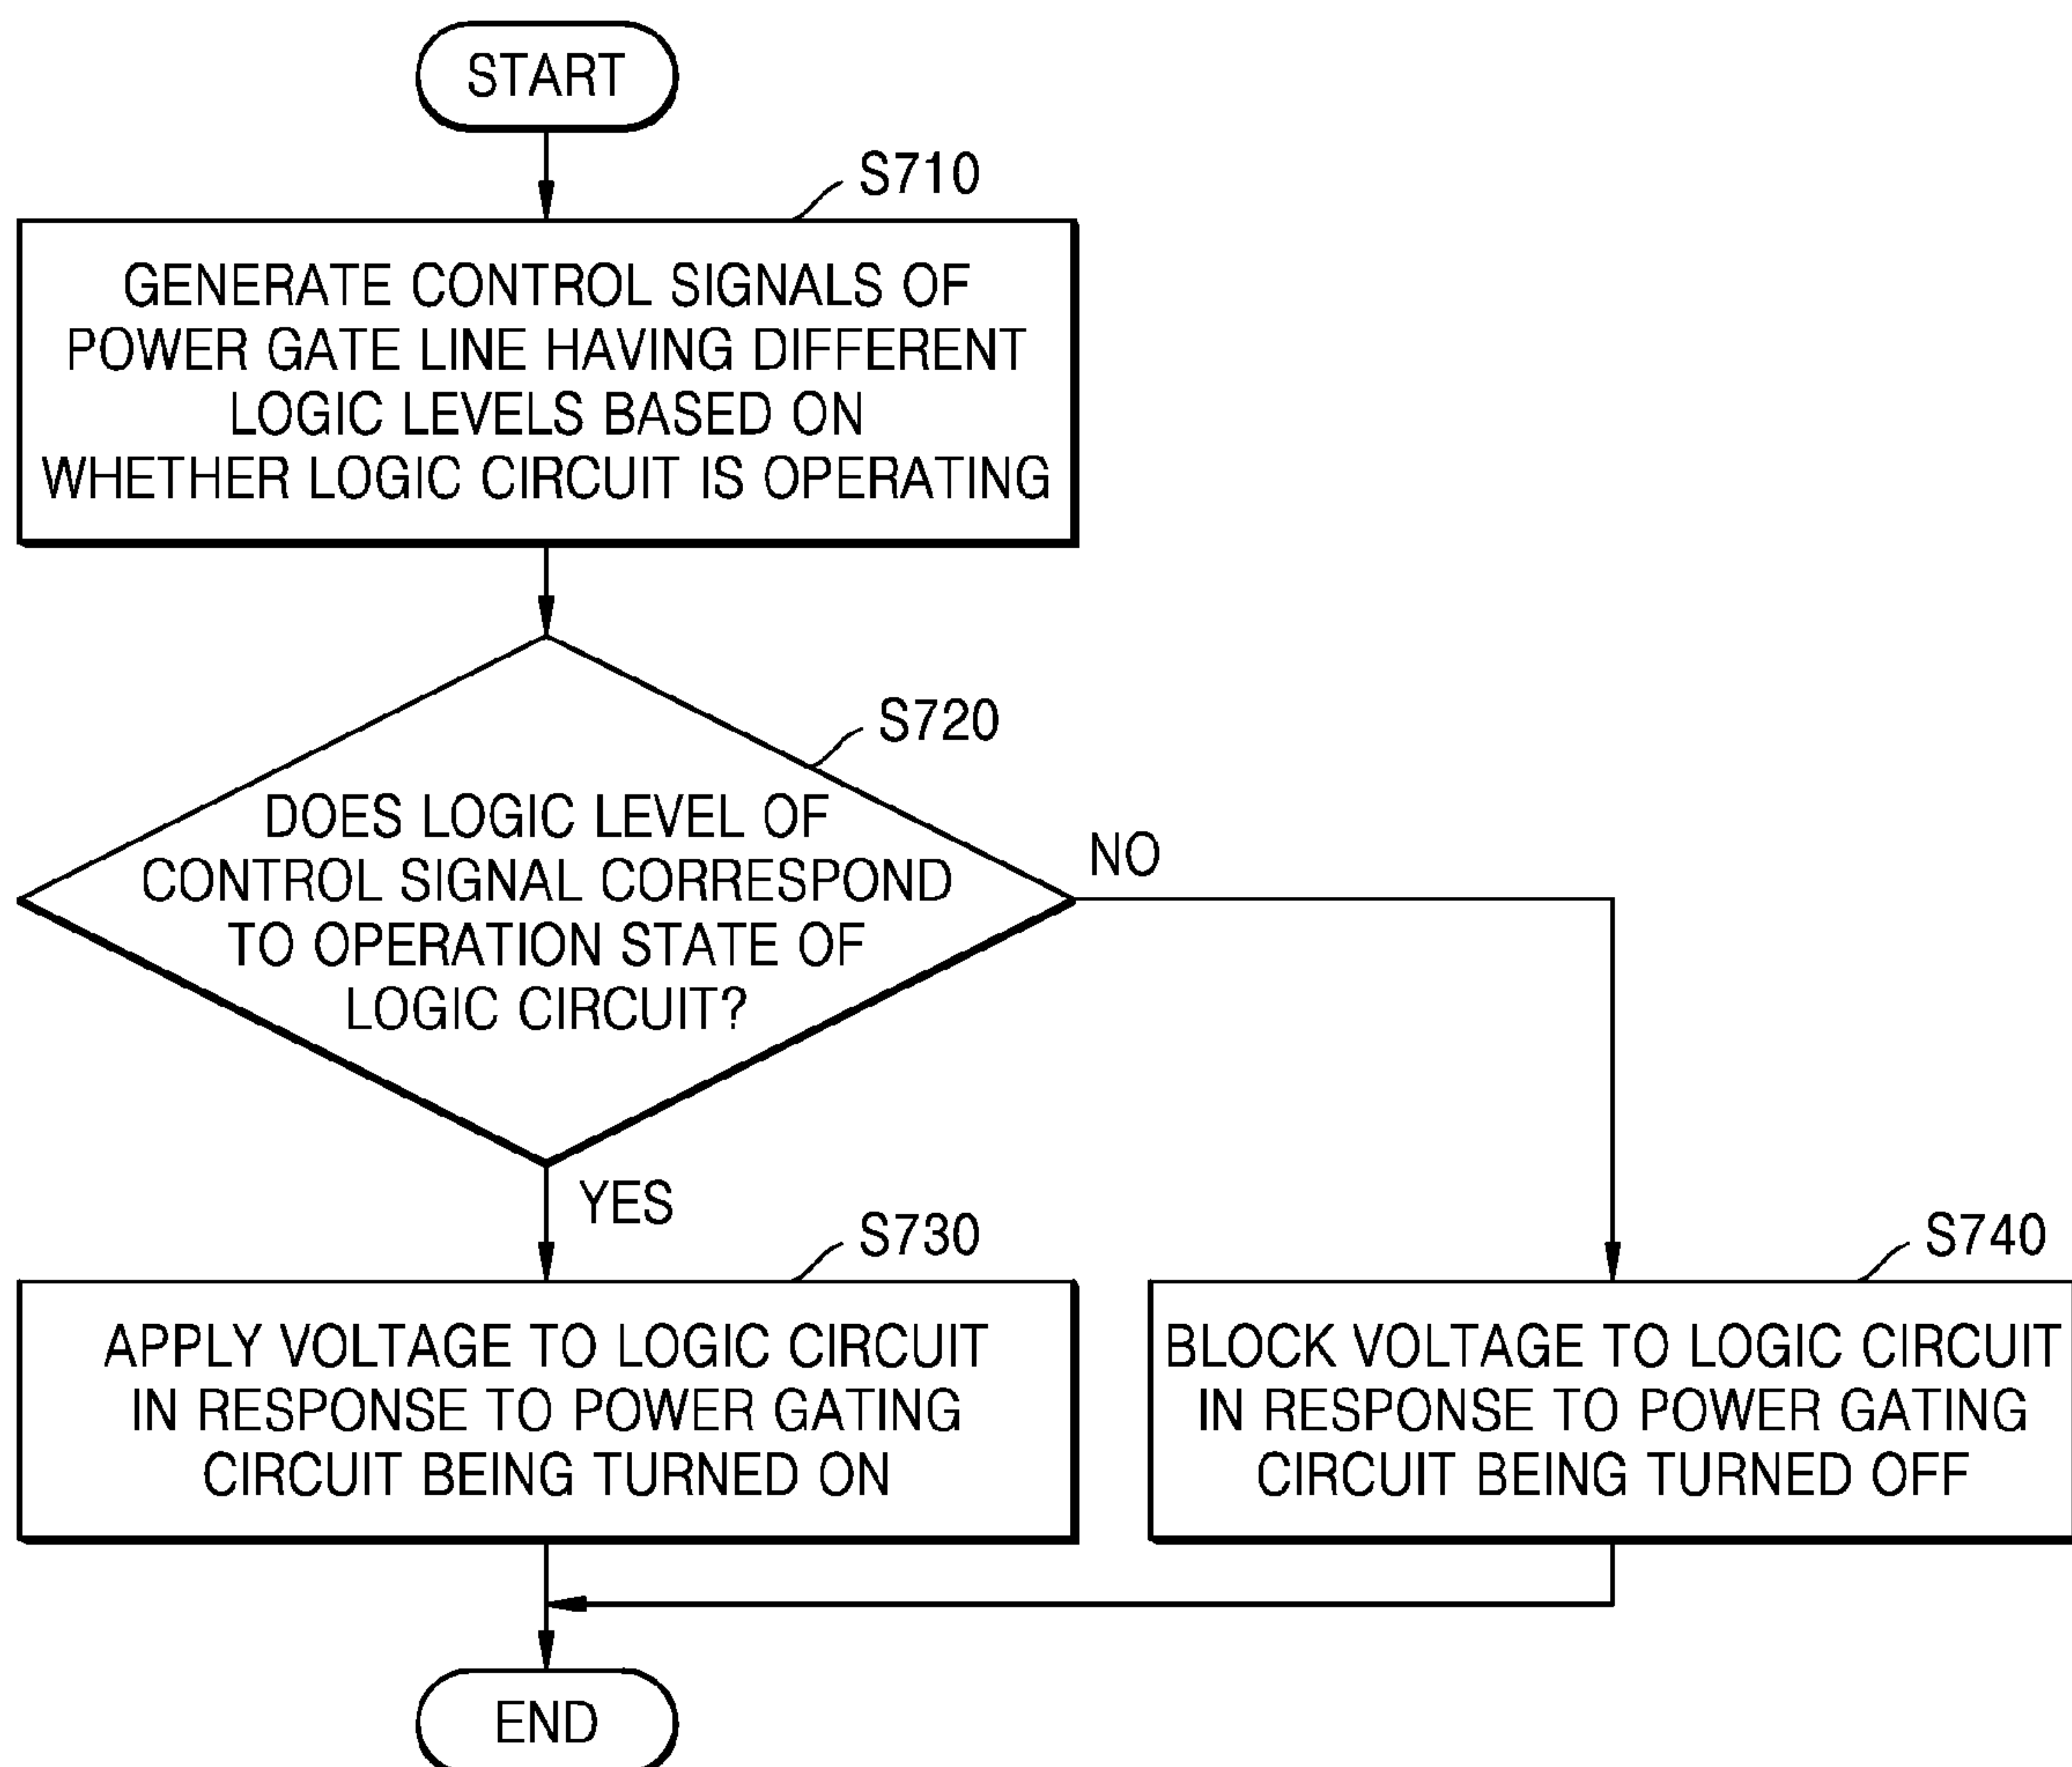 START
S710
GENERATE CONTROL SIGNALS OF
POWER GATE LINE HAVING DIFFERENT
LOGIC LEVELS BASED ON
WHETHER LOGIC CIRCUIT IS OPERATING
S720
DOES LOGIC LEVEL OF
CONTROL SIGNAL CORRESPOND
TO OPERATION STATE OF
LOGIC CIRCUIT?
NO
YES
S730
APPLY VOLTAGE TO LOGIC CIRCUIT
IN RESPONSE TO POWER GATING
CIRCUIT BEING TURNED ON
S740
BLOCK VOLTAGE TO LOGIC CIRCUIT
IN RESPONSE TO POWER GATING
CIRCUIT BEING TURNED OFF
END